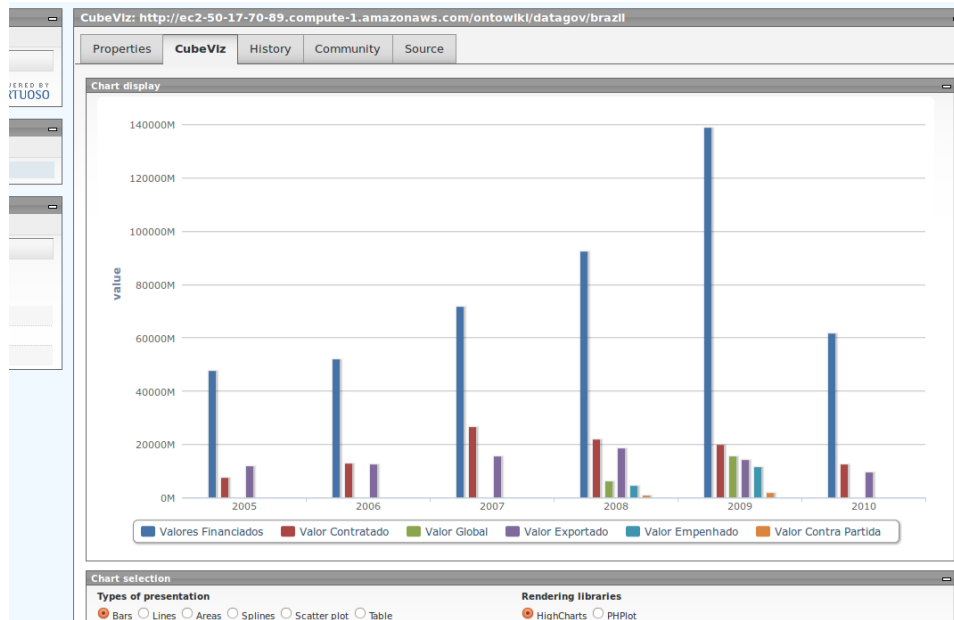 CubeViz: http://ec2-50-17-70-89.compute-1.amazonaws.com/ontowiki/datagov/brazil
Properties
CubeViz
History
Community
Source
Chart display
140000M
120000M
100000M
80000M
60000M
40000M
20000M
0M
value
2005
2006
2007
2008
2009
2010
Valores Financiados
Valor Contratado
Valor Global
Valor Exportado
Valor Empenhado
Valor Contra Partida
Chart selection
Types of presentation
Rendering libraries
Bars
Lines
Areas
Splines
Scatter plot
Table
HighCharts
PHPlot